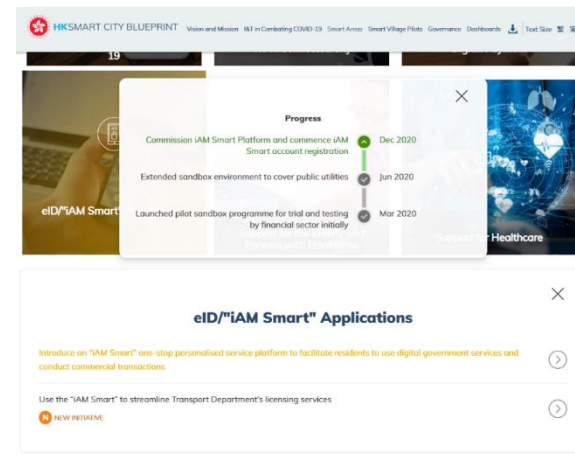 HKSMART CITY BLUEPRINT Vision and Mission I&T in Combating COVID-19 Smart Areas Smart Village Pilots Governance Dashboards Text Size 繁
19
Progress
Commission iAM Smart Platform and commence iAM Dec 2020
Smart account registration
Extended sandbox environment to cover public utilities Jun 2020
Launched pilot sandbox programme for trial and testing Mar 2020
by financial sector initially
eID/"iAM Smart"
Support for Healthcare
eID/"iAM Smart" Applications
Introduce an "iAM Smart" one-stop personalised service platform to facilitate residents to use digital government services and
conduct commercial transactions
Use the "iAM Smart" to streamline Transport Department's licensing services
N NEW INITIATIVE